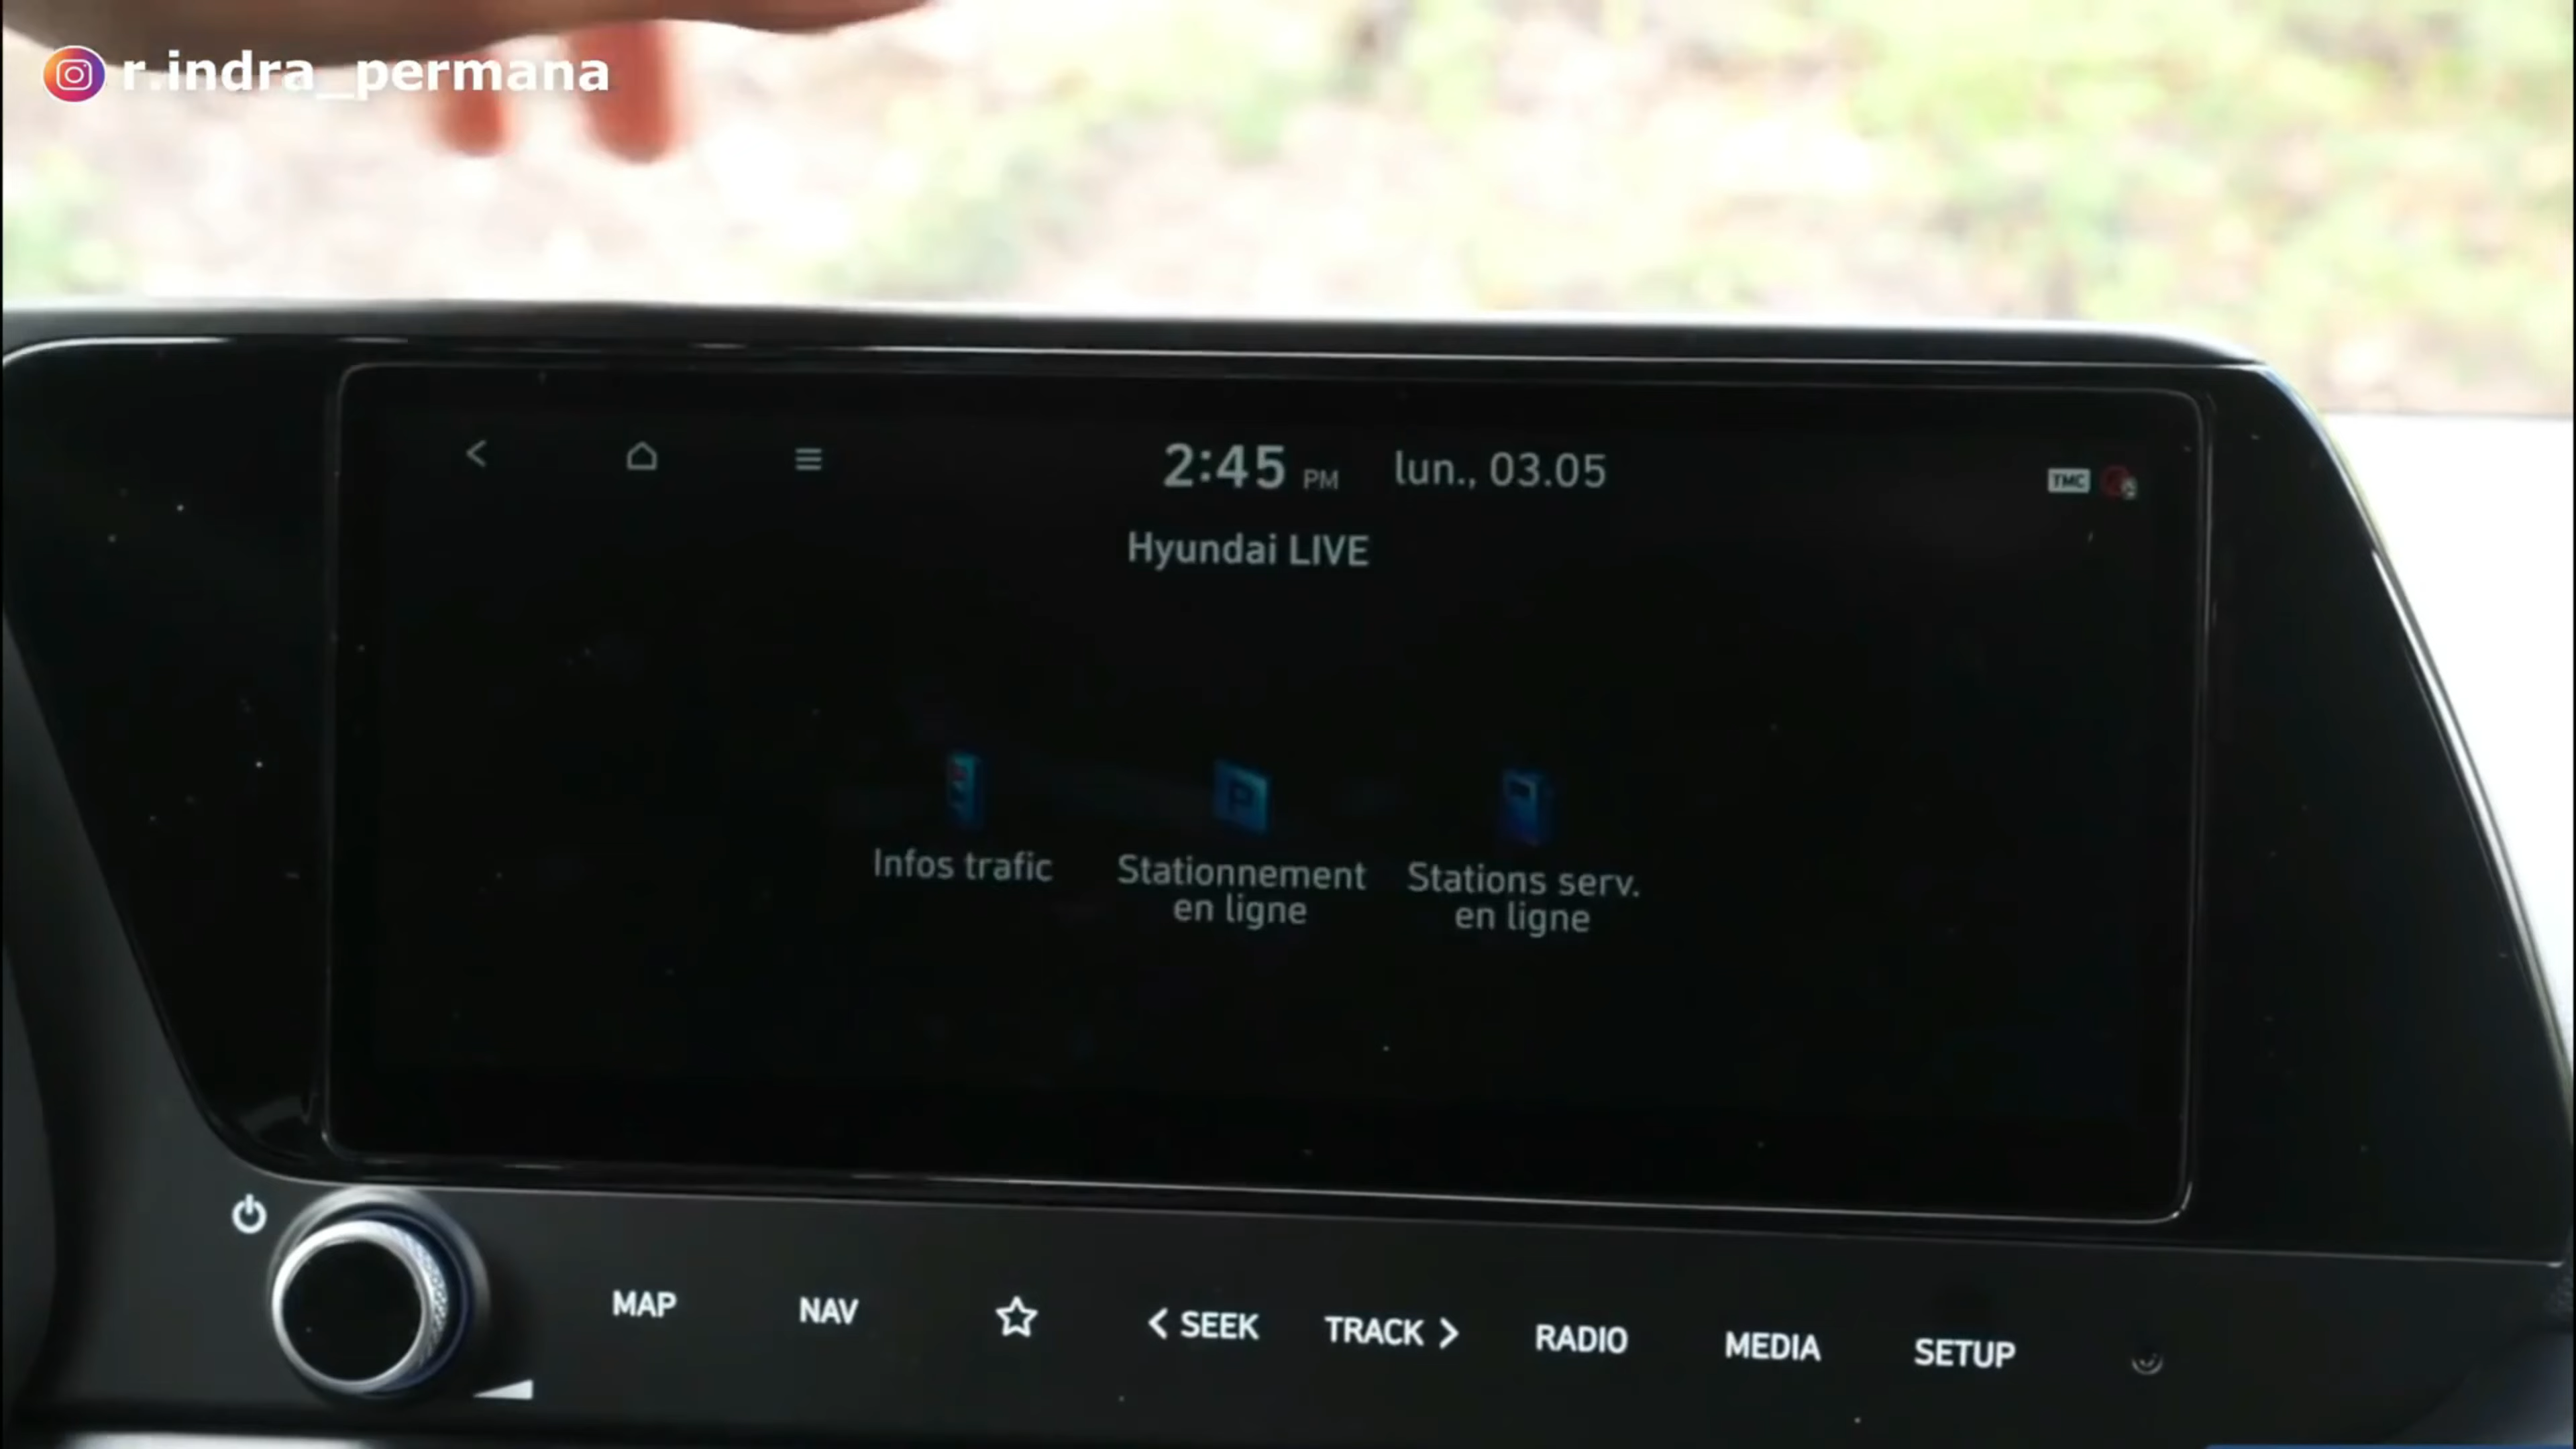 r.indra_permana
2:45 PM lun., 03.05
TMC
Hyundai LIVE
Infos trafic
Stationnement
en ligne
Stations serv.
en ligne
MAP
NAV
SEEK
TRACK
RADIO
MEDIA
SETUP